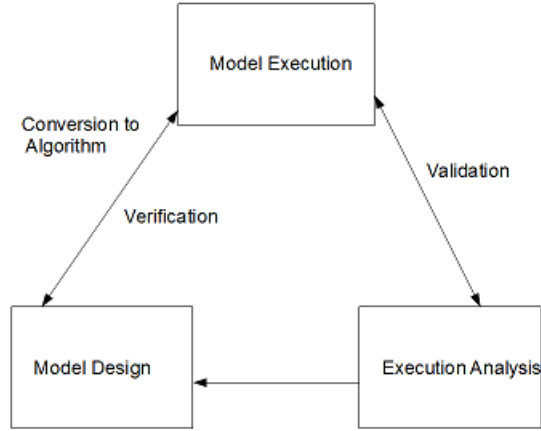 Model Execution
Conversion to
Algorithm
Validation
Verification
Model Design
Execution Analysis